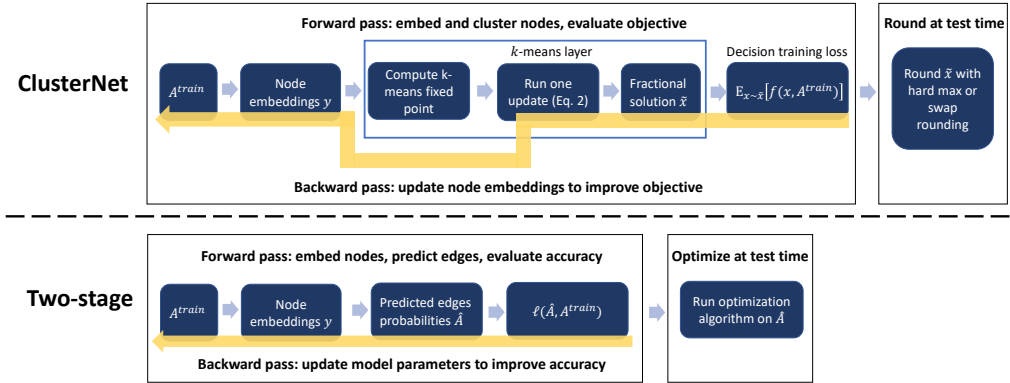 Forward pass: embed and cluster nodes, evaluate objective
Round at test time
ClusterNet
k-means layer
Decision training loss
A^{train}
Node
embeddings y
Compute k-
means fixed
point
Run one
update (Eq. 2)
Fractional
solution x̃
E_{x∼x̃}[f(x, A^{train})]
Round x̃ with
hard max or
swap
rounding
Backward pass: update node embeddings to improve objective
Two-stage
Forward pass: embed nodes, predict edges, evaluate accuracy
Optimize at test time
A^{train}
Node
embeddings y
Predicted edges
probabilities Â
ℓ(Â, A^{train})
Run optimization
algorithm on Â
Backward pass: update model parameters to improve accuracy